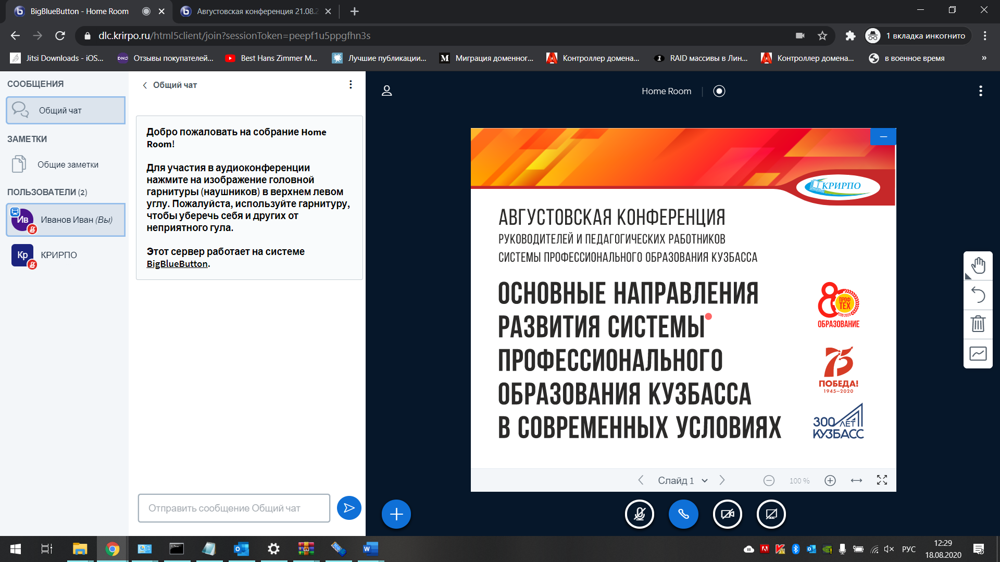 BigBlueButton - Home Room
Августовская конференция 21.08.2
dlc.krirpo.ru/html5client/join?sessionToken=peepf1u5ppgfhn3s
1 вкладка инкогнито
Jitsi Downloads - iOS...
DNS
Отзывы покупателей...
Best Hans Zimmer M...
Лучшие публикации...
M
Миграция доменног...
Контроллер домена...
1
RAID массивы в Лин...
Контроллер домена...
в военное время
»
СООБЩЕНИЯ
Общий чат
ЗАМЕТКИ
Общие заметки
ПОЛЬЗОВАТЕЛИ (2)
Ив
Иванов Иван (Вы)
Кр
КРИРПО
Общий чат
Добро пожаловать на собрание Home
Room!
Для участия в аудиоконференции
нажмите на изображение головной
гарнитуры (наушников) в верхнем левом
углу. Пожалуйста, используйте гарнитуру,
чтобы уберечь себя и других от
неприятного гула.
Этот сервер работает на системе
BigBlueButton.
Отправить сообщение Общий чат
Home Room
КРИРПО
АВГУСТОВСКАЯ КОНФЕРЕНЦИЯ
РУКОВОДИТЕЛЕЙ И ПЕДАГОГИЧЕСКИХ РАБОТНИКОВ
СИСТЕМЫ ПРОФЕССИОНАЛЬНОГО ОБРАЗОВАНИЯ КУЗБАССА
ОСНОВНЫЕ НАПРАВЛЕНИЯ
РАЗВИТИЯ СИСТЕМЫ
ПРОФЕССИОНАЛЬНОГО
ОБРАЗОВАНИЯ КУЗБАССА
В СОВРЕМЕННЫХ УСЛОВИЯХ
80
ПРОФ
ТЕХ
СПО 2020
ОБРАЗОВАНИЕ
75
ПОБЕДА!
1945–2020
300 ЛЕТ
КУЗБАСС
Слайд 1
100 %
РУС
12:29
18.08.2020